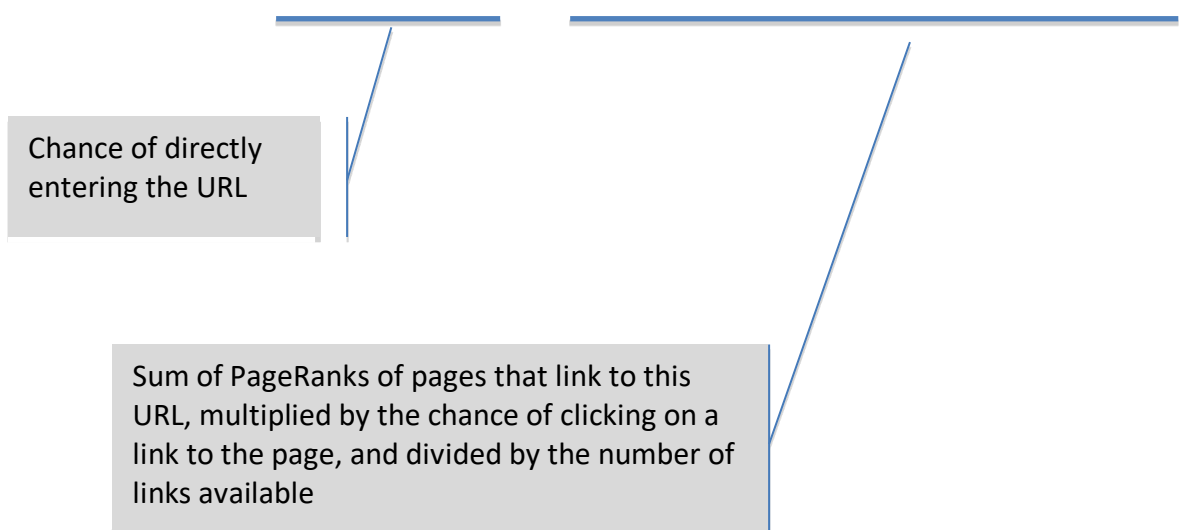 Chance of directly
entering the URL
Sum of PageRanks of pages that link to this
URL, multiplied by the chance of clicking on a
link to the page, and divided by the number of
links available